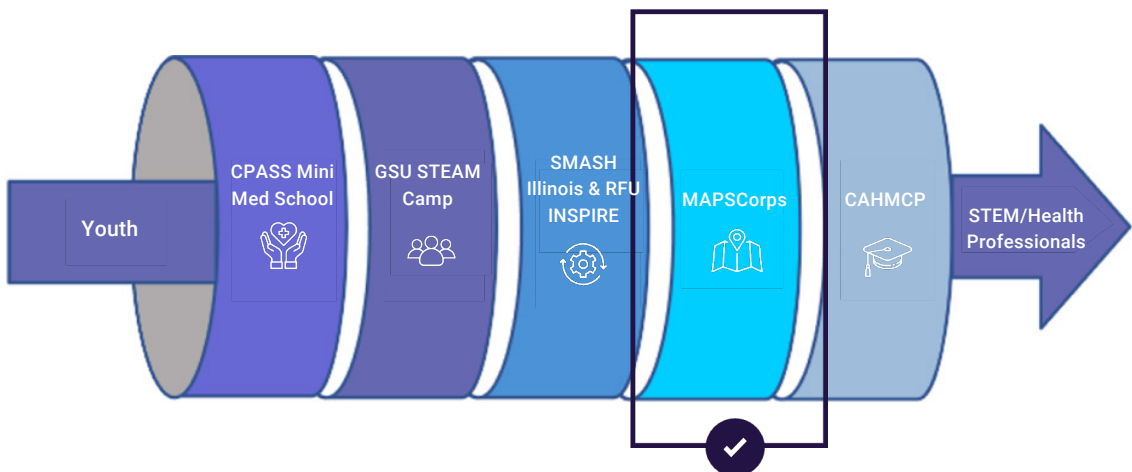 Youth
CPASS Mini
Med School
GSU STEAM
Camp
SMASH
Illinois & RFU
INSPIRE
MAPSCorps
CAHMCP
STEM/Health
Professionals